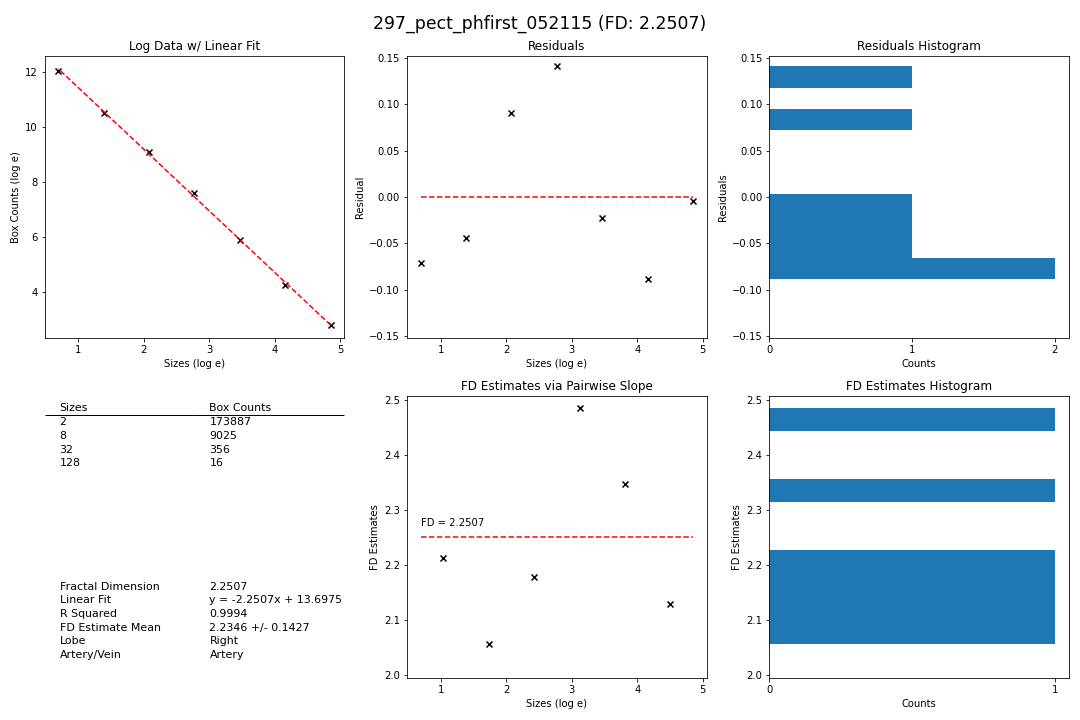 297_pect_phfirst_052115 (FD: 2.2507)
Log Data w/ Linear Fit
12
10
8
6
4
Box Counts (log e)
1 2 3 4 5
Sizes (log e)
Residuals
0.15
0.10
0.05
0.00
−0.05
−0.10
−0.15
Residual
1 2 3 4 5
Sizes (log e)
Residuals Histogram
0.15
0.10
0.05
0.00
−0.05
−0.10
−0.15
Residuals
0 1 2
Counts
Sizes Box Counts
2 173887
8 9025
32 356
128 16
Fractal Dimension 2.2507
Linear Fit y = -2.2507x + 13.6975
R Squared 0.9994
FD Estimate Mean 2.2346 +/- 0.1427
Lobe Right
Artery/Vein Artery
FD Estimates via Pairwise Slope
2.5
2.4
2.3
2.2
2.1
2.0
FD Estimates
FD = 2.2507
1 2 3 4 5
Sizes (log e)
FD Estimates Histogram
2.5
2.4
2.3
2.2
2.1
2.0
FD Estimates
0 1
Counts